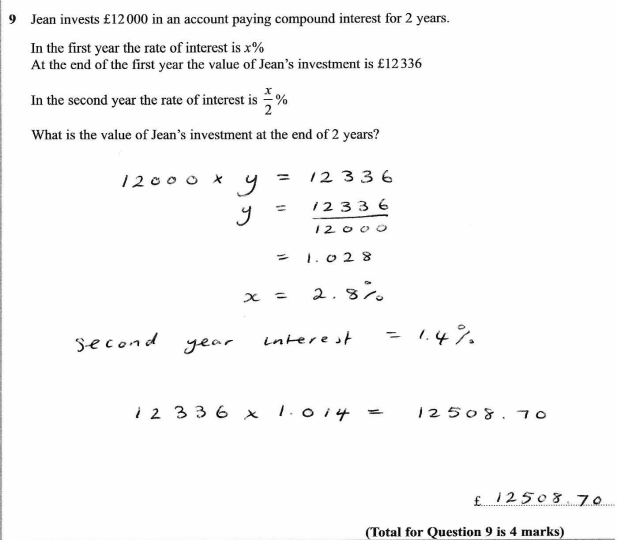 9 Jean invests £12 000 in an account paying compound interest for 2 years.
In the first year the rate of interest is x%
At the end of the first year the value of Jean's investment is £12 336
In the second year the rate of interest is x/2 %
What is the value of Jean's investment at the end of 2 years?
12000 × y = 12336
y = 12336/12000
= 1.028
x = 2.8%
Second year interest = 1.4%
12336 × 1.014 = 12508.70
£ 12508.70
(Total for Question 9 is 4 marks)